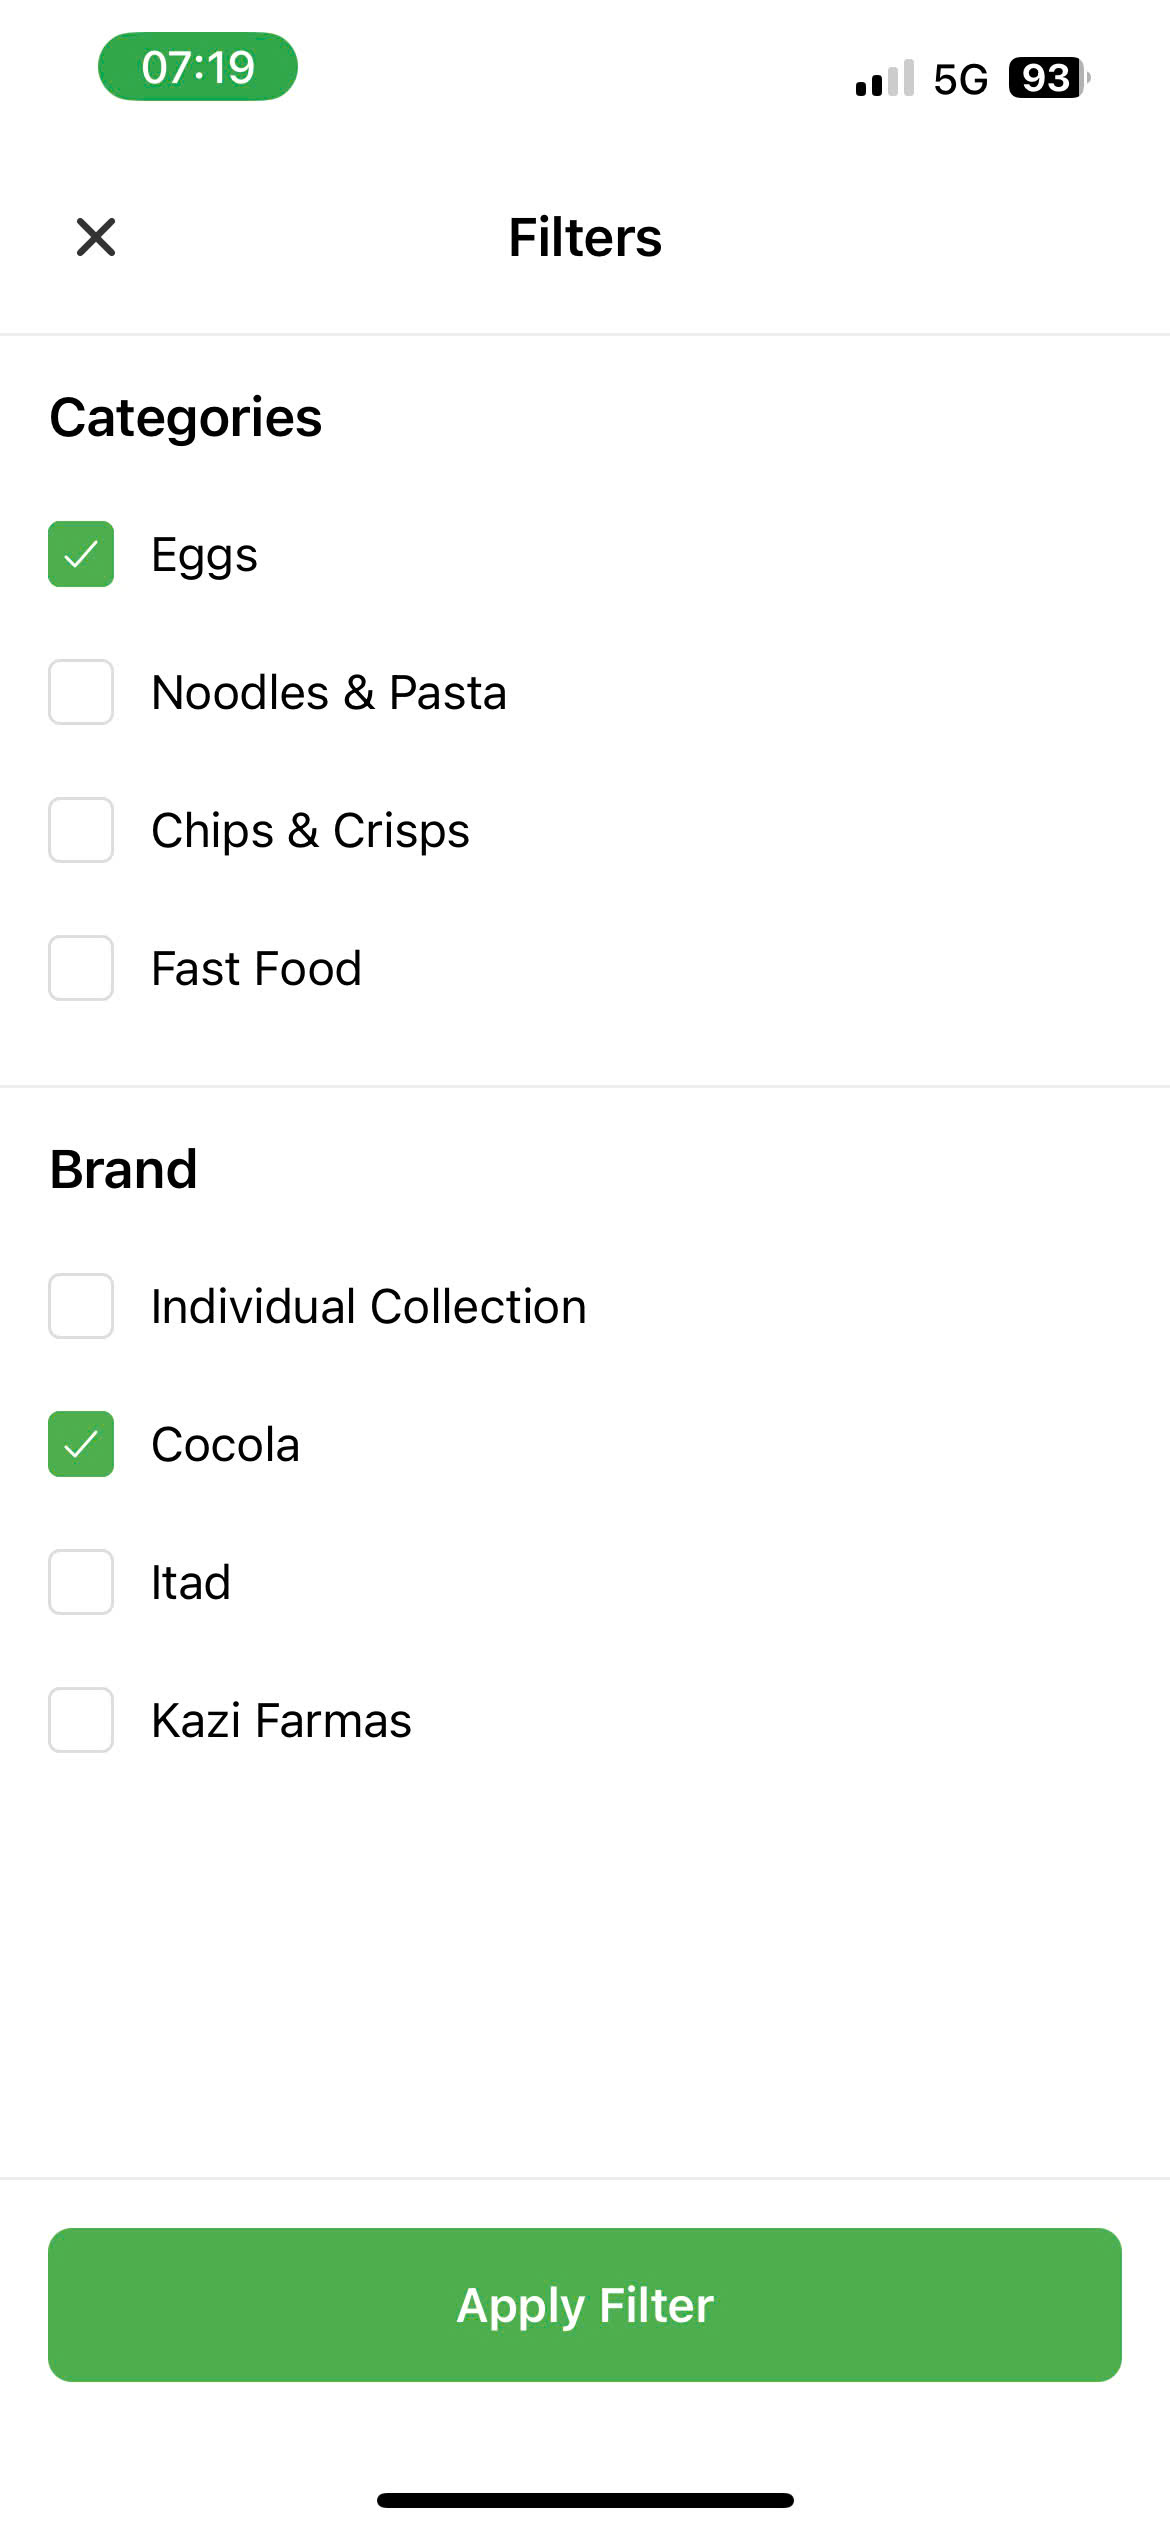 07:19
5G 93
Filters
Categories
Eggs
Noodles & Pasta
Chips & Crisps
Fast Food
Brand
Individual Collection
Cocola
Itad
Kazi Farmas
Apply Filter